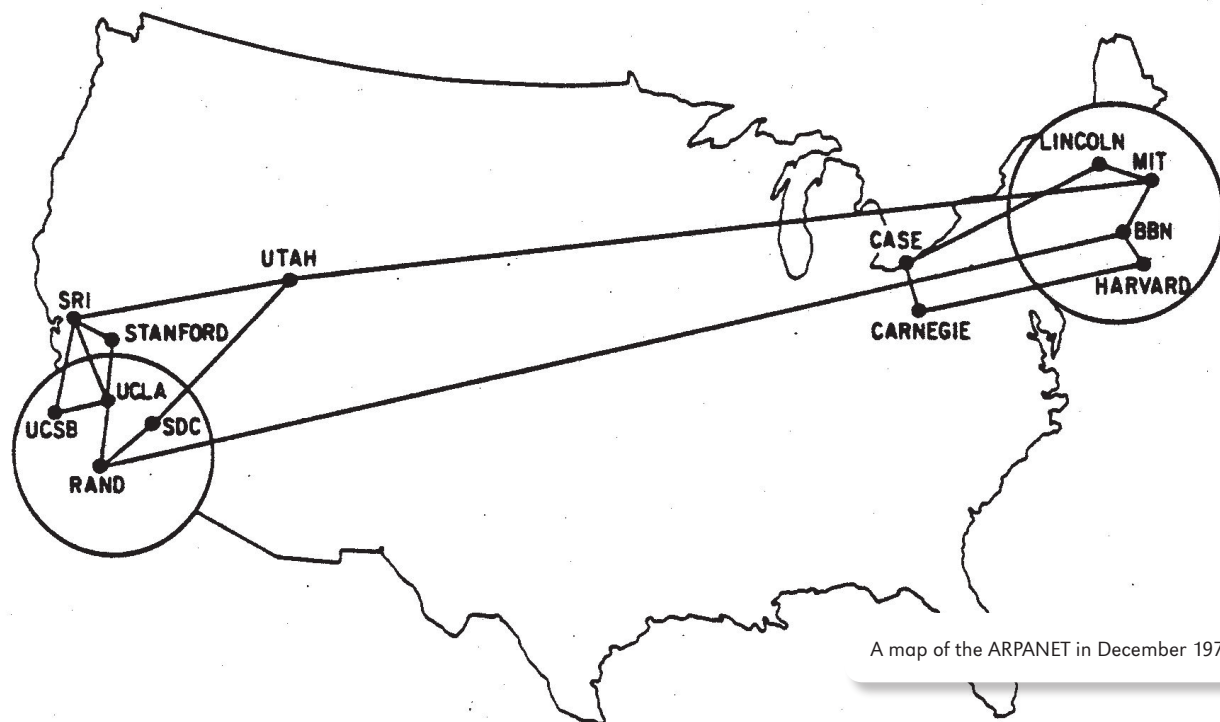 LINCOLN
MIT
BBN
HARVARD
CASE
CARNEGIE
UTAH
SRI
STANFORD
UCLA
SDC
UCSB
RAND
A map of the ARPANET in December 197